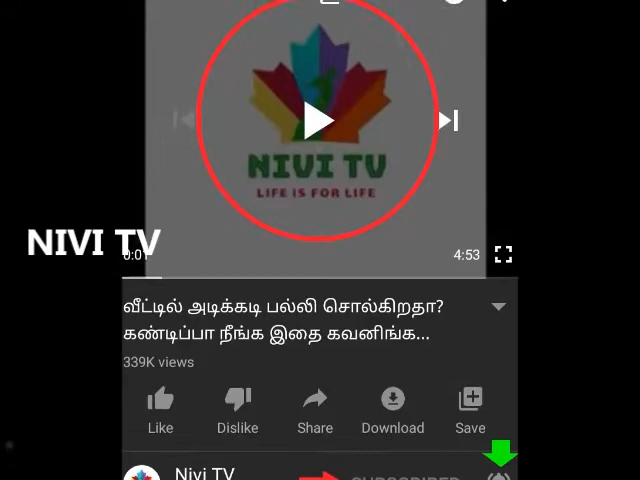 NIVI TV
LIFE IS FOR LIFE
NIVI TV
0:01
4:53
வீட்டில் அடிக்கடி பல்லி சொல்கிறதா?
கண்டிப்பா நீங்க இதை கவனிங்க...
339K views
Like Dislike Share Download Save
Nivi TV
SUBSCRIBED